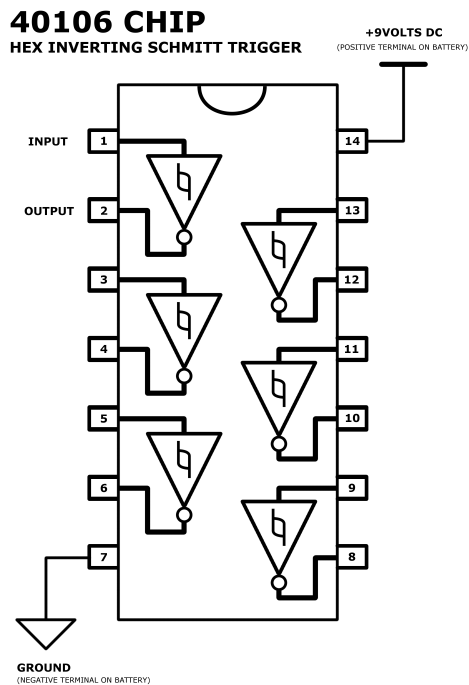 40106 CHIP
HEX INVERTING SCHMITT TRIGGER
+9VOLTS DC
(POSITIVE TERMINAL ON BATTERY)
INPUT 1 14
OUTPUT 2 13
3 12
4 11
5 10
6 9
7 8
GROUND
(NEGATIVE TERMINAL ON BATTERY)